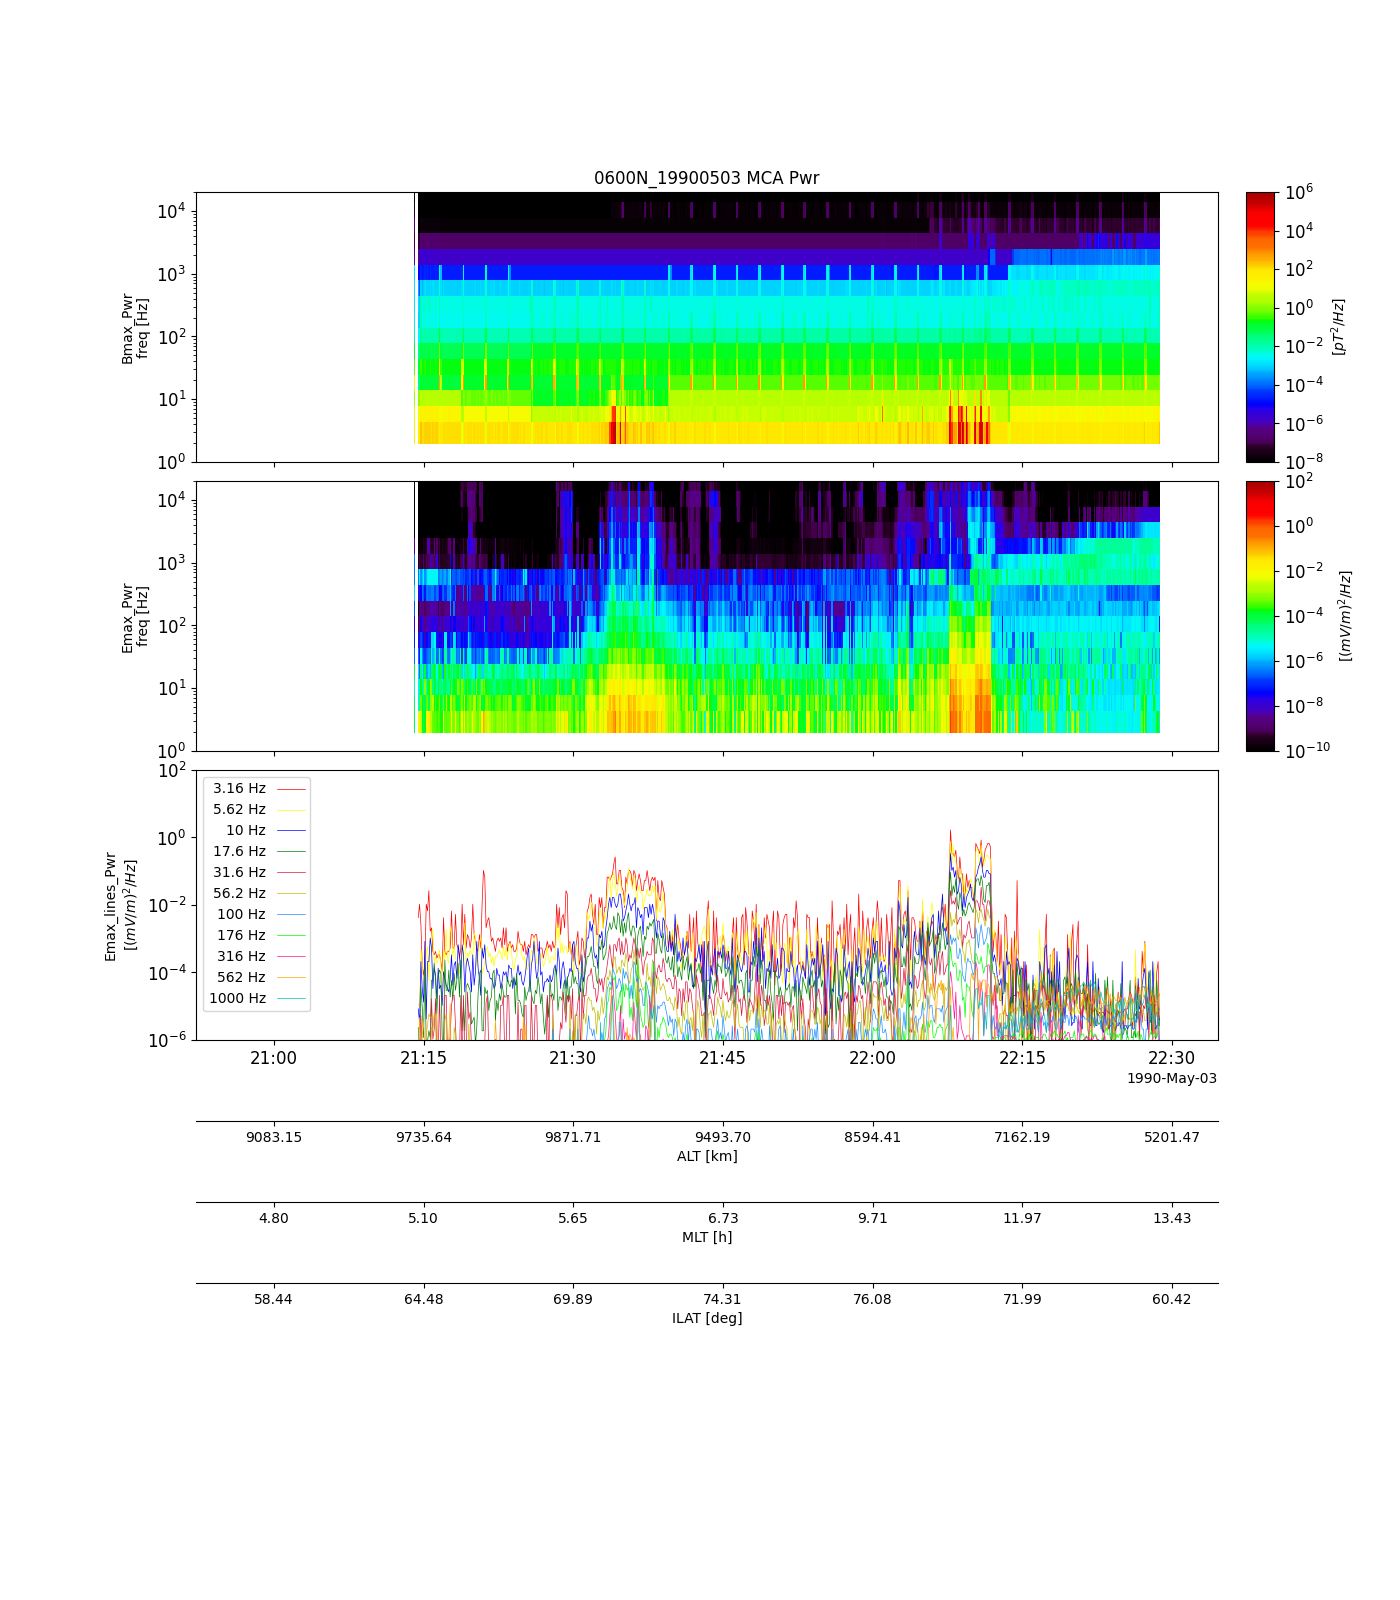 0600N_19900503 MCA Pwr
Bmax_Pwr
freq [Hz]
10^4
10^3
10^2
10^1
10^0
10^6
10^4
10^2
10^0
10^-2
10^-4
10^-6
10^-8
[pT^2/Hz]
Emax_Pwr
freq [Hz]
10^4
10^3
10^2
10^1
10^0
10^2
10^0
10^-2
10^-4
10^-6
10^-8
10^-10
[(mV/m)^2/Hz]
Emax_lines_Pwr
[(mV/m)^2/Hz]
10^2
10^0
10^-2
10^-4
10^-6
3.16 Hz
5.62 Hz
10 Hz
17.6 Hz
31.6 Hz
56.2 Hz
100 Hz
176 Hz
316 Hz
562 Hz
1000 Hz
21:00 21:15 21:30 21:45 22:00 22:15 22:30
1990-May-03
9083.15 9735.64 9871.71 9493.70 8594.41 7162.19 5201.47
ALT [km]
4.80 5.10 5.65 6.73 9.71 11.97 13.43
MLT [h]
58.44 64.48 69.89 74.31 76.08 71.99 60.42
ILAT [deg]